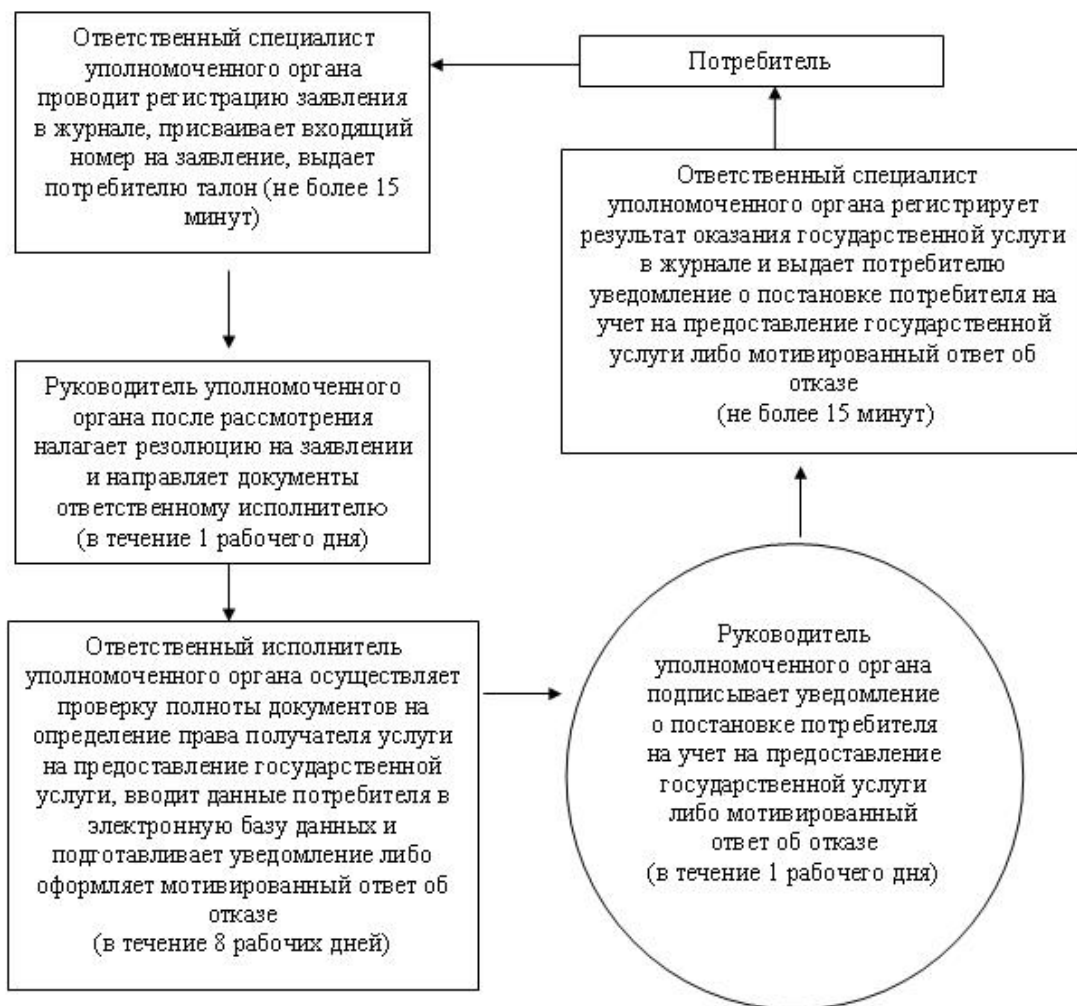 Ответственный специалист
уполномоченного органа
проводит регистрацию заявления
в журнале, присваивает входящий
номер на заявление, выдает
потребителю талон (не более 15
минут)
Потребитель
Ответственный специалист
уполномоченного органа регистрирует
результат оказания государственной услуги
в журнале и выдает потребителю
уведомление о постановке потребителя на
учет на предоставление государственной
услуги либо мотивированный ответ об
отказе
(не более 15 минут)
Руководитель уполномоченного
органа после рассмотрения
налагает резолюцию на заявлении
и направляет документы
ответственному исполнителю
(в течение 1 рабочего дня)
Ответственный исполнитель
уполномоченного органа осуществляет
проверку полноты документов на
определение права получателя услуги
на предоставление государственной
услуги, вводит данные потребителя в
электронную базу данных и
подготавливает уведомление либо
оформляет мотивированный ответ об
отказе
(в течение 8 рабочих дней)
Руководитель
уполномоченного органа
подписывает уведомление
о постановке потребителя
на учет на предоставление
государственной услуги
либо мотивированный
ответ об отказе
(в течение 1 рабочего дня)